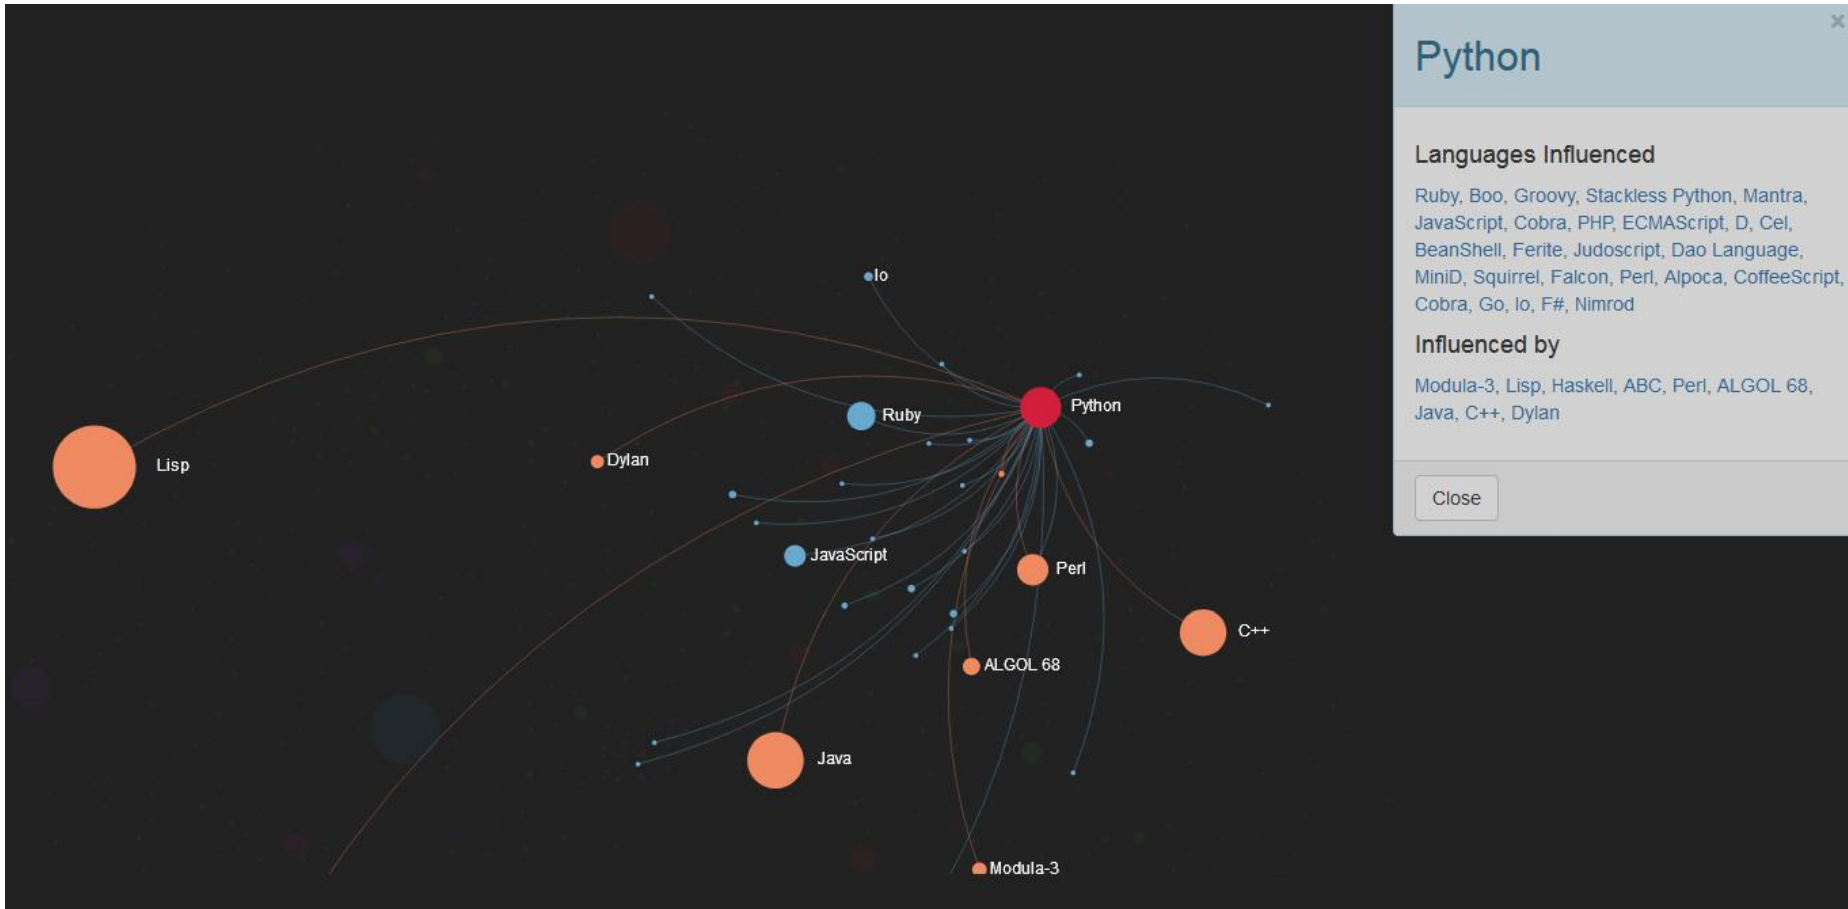 Python
Languages Influenced
Ruby, Boo, Groovy, Stackless Python, Mantra,
JavaScript, Cobra, PHP, ECMAScript, D, Cel,
BeanShell, Ferite, Judoscript, Dao Language,
MiniD, Squirrel, Falcon, Perl, Alpoca, CoffeeScript,
Cobra, Go, Io, F#, Nimrod
Influenced by
Modula-3, Lisp, Haskell, ABC, Perl, ALGOL 68,
Java, C++, Dylan
Close
Io
Python
Ruby
Dylan
Lisp
JavaScript
Perl
C++
ALGOL 68
Java
Modula-3